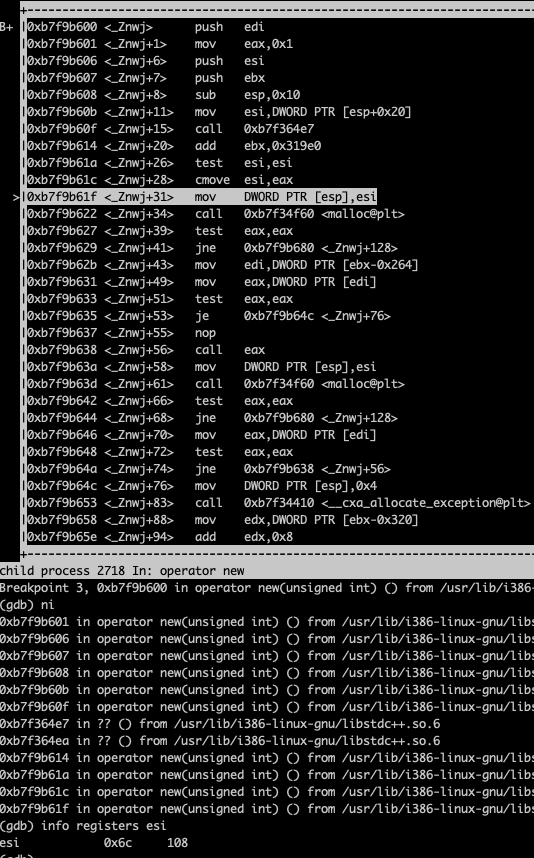 B+ |0xb7f9b600 <_Znwj> push edi
|0xb7f9b601 <_Znwj+1> mov eax,0x1
|0xb7f9b606 <_Znwj+6> push esi
|0xb7f9b607 <_Znwj+7> push ebx
|0xb7f9b608 <_Znwj+8> sub esp,0x10
|0xb7f9b60b <_Znwj+11> mov esi,DWORD PTR [esp+0x20]
|0xb7f9b60f <_Znwj+15> call 0xb7f364e7
|0xb7f9b614 <_Znwj+20> add ebx,0x319e0
|0xb7f9b61a <_Znwj+26> test esi,esi
|0xb7f9b61c <_Znwj+28> cmove esi,eax
>|0xb7f9b61f <_Znwj+31> mov DWORD PTR [esp],esi
|0xb7f9b622 <_Znwj+34> call 0xb7f34f60 <malloc@plt>
|0xb7f9b627 <_Znwj+39> test eax,eax
|0xb7f9b629 <_Znwj+41> jne 0xb7f9b680 <_Znwj+128>
|0xb7f9b62b <_Znwj+43> mov edi,DWORD PTR [ebx-0x264]
|0xb7f9b631 <_Znwj+49> mov eax,DWORD PTR [edi]
|0xb7f9b633 <_Znwj+51> test eax,eax
|0xb7f9b635 <_Znwj+53> je 0xb7f9b64c <_Znwj+76>
|0xb7f9b637 <_Znwj+55> nop
|0xb7f9b638 <_Znwj+56> call eax
|0xb7f9b63a <_Znwj+58> mov DWORD PTR [esp],esi
|0xb7f9b63d <_Znwj+61> call 0xb7f34f60 <malloc@plt>
|0xb7f9b642 <_Znwj+66> test eax,eax
|0xb7f9b644 <_Znwj+68> jne 0xb7f9b680 <_Znwj+128>
|0xb7f9b646 <_Znwj+70> mov eax,DWORD PTR [edi]
|0xb7f9b648 <_Znwj+72> test eax,eax
|0xb7f9b64a <_Znwj+74> jne 0xb7f9b638 <_Znwj+56>
|0xb7f9b64c <_Znwj+76> mov DWORD PTR [esp],0x4
|0xb7f9b653 <_Znwj+83> call 0xb7f34410 <__cxa_allocate_exception@plt>
|0xb7f9b658 <_Znwj+88> mov edx,DWORD PTR [ebx-0x320]
|0xb7f9b65e <_Znwj+94> add edx,0x8
child process 2718 In: operator new
Breakpoint 3, 0xb7f9b600 in operator new(unsigned int) () from /usr/lib/i386-
(gdb) ni
0xb7f9b601 in operator new(unsigned int) () from /usr/lib/i386-linux-gnu/libs
0xb7f9b606 in operator new(unsigned int) () from /usr/lib/i386-linux-gnu/libs
0xb7f9b607 in operator new(unsigned int) () from /usr/lib/i386-linux-gnu/libs
0xb7f9b608 in operator new(unsigned int) () from /usr/lib/i386-linux-gnu/libs
0xb7f9b60b in operator new(unsigned int) () from /usr/lib/i386-linux-gnu/libs
0xb7f9b60f in operator new(unsigned int) () from /usr/lib/i386-linux-gnu/libs
0xb7f364e7 in ?? () from /usr/lib/i386-linux-gnu/libstdc++.so.6
0xb7f364ea in ?? () from /usr/lib/i386-linux-gnu/libstdc++.so.6
0xb7f9b614 in operator new(unsigned int) () from /usr/lib/i386-linux-gnu/libs
0xb7f9b61a in operator new(unsigned int) () from /usr/lib/i386-linux-gnu/libs
0xb7f9b61c in operator new(unsigned int) () from /usr/lib/i386-linux-gnu/libs
0xb7f9b61f in operator new(unsigned int) () from /usr/lib/i386-linux-gnu/libs
(gdb) info registers esi
esi 0x6c 108
(gdb)